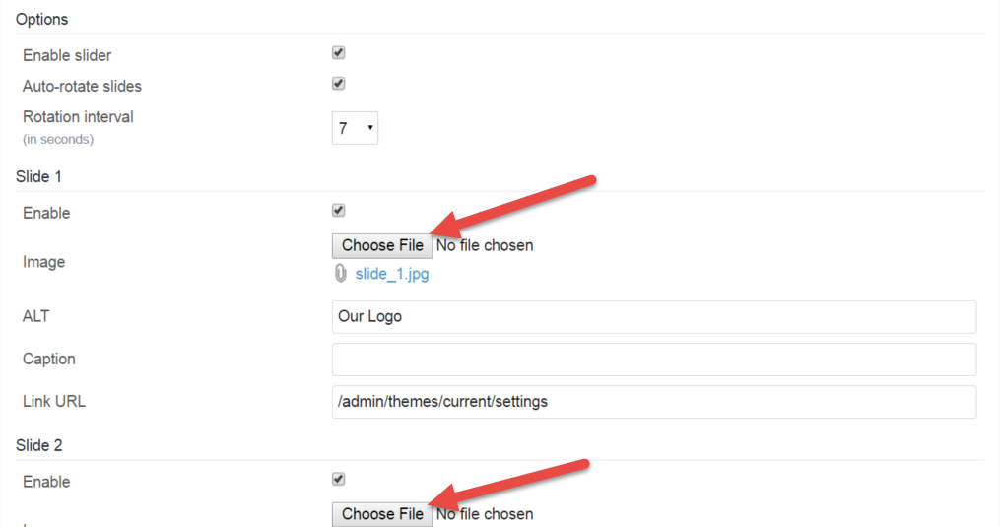 Options
Enable slider
Auto-rotate slides
Rotation interval
(in seconds)
7
Slide 1
Enable
Image
Choose File No file chosen
slide_1.jpg
ALT
Our Logo
Caption
Link URL
/admin/themes/current/settings
Slide 2
Enable
Choose File No file chosen